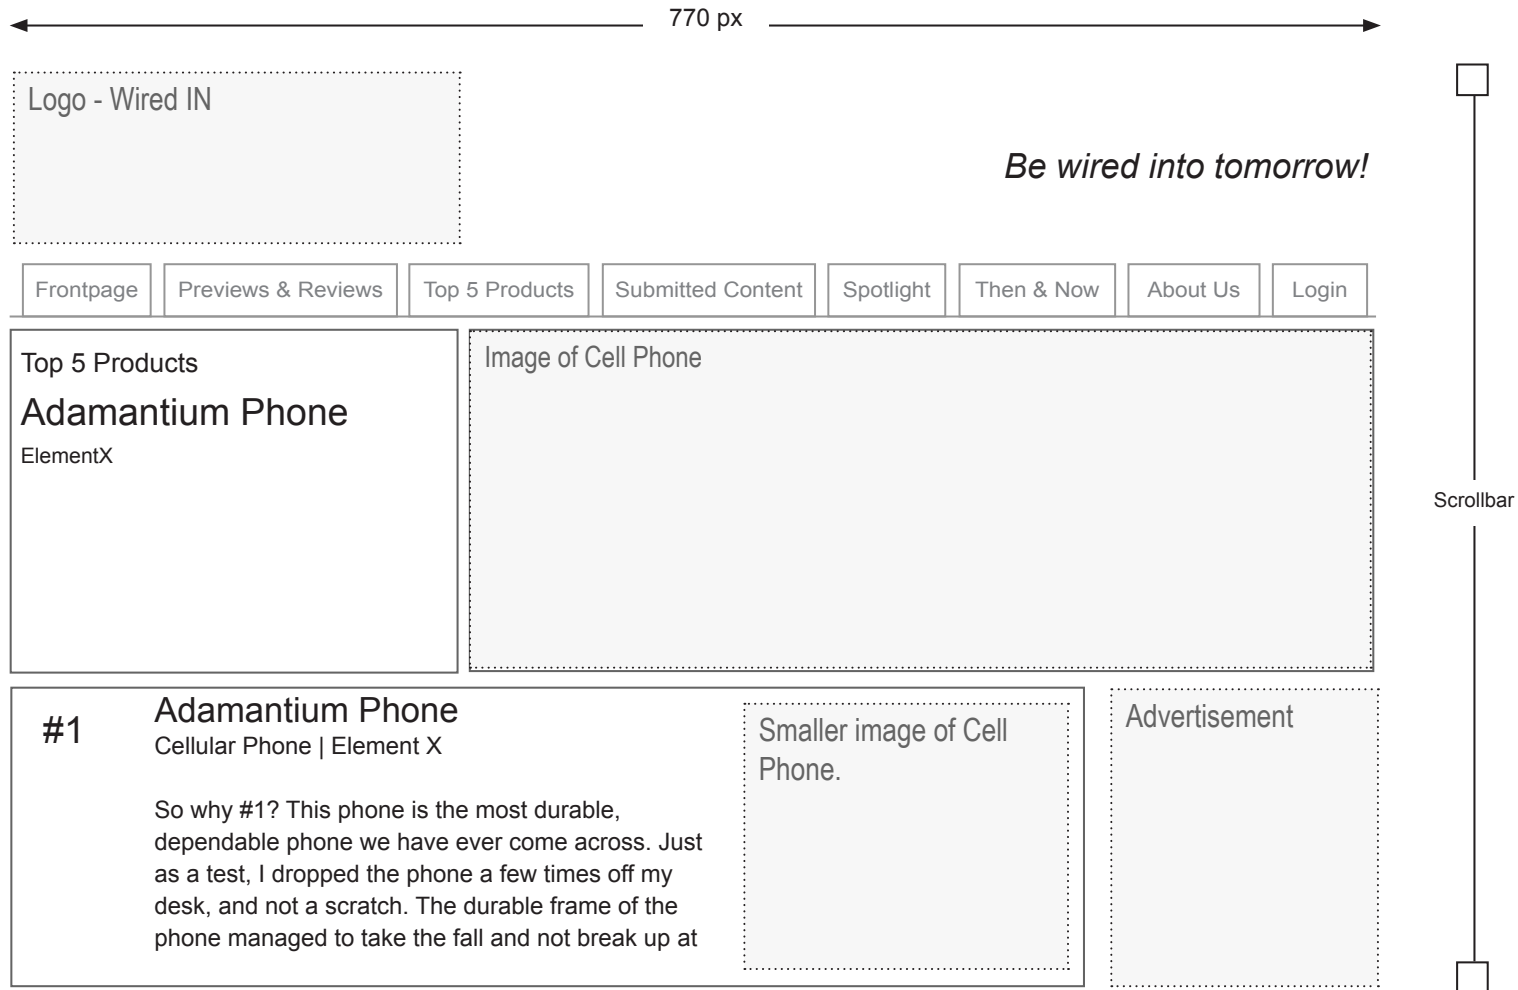 770 px
Logo - Wired IN
Be wired into tomorrow!
Frontpage
Previews & Reviews
Top 5 Products
Submitted Content
Spotlight
Then & Now
About Us
Login
Top 5 Products
Adamantium Phone
ElementX
Image of Cell Phone
Scrollbar
#1
Adamantium Phone
Cellular Phone | Element X
So why #1? This phone is the most durable,
dependable phone we have ever come across. Just
as a test, I dropped the phone a few times off my
desk, and not a scratch. The durable frame of the
phone managed to take the fall and not break up at
Smaller image of Cell
Phone.
Advertisement